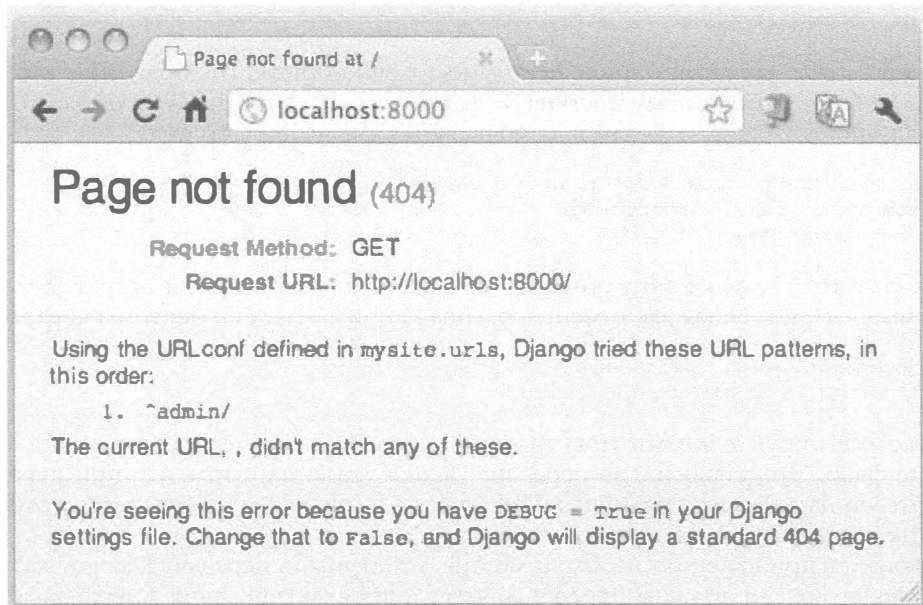 Page not found at /
localhost:8000
Page not found (404)
Request Method: GET
Request URL: http://localhost:8000/
Using the URLconf defined in mysite.urls, Django tried these URL patterns, in
this order:
1. ^admin/
The current URL, , didn't match any of these.
You're seeing this error because you have DEBUG = True in your Django
settings file. Change that to False, and Django will display a standard 404 page.